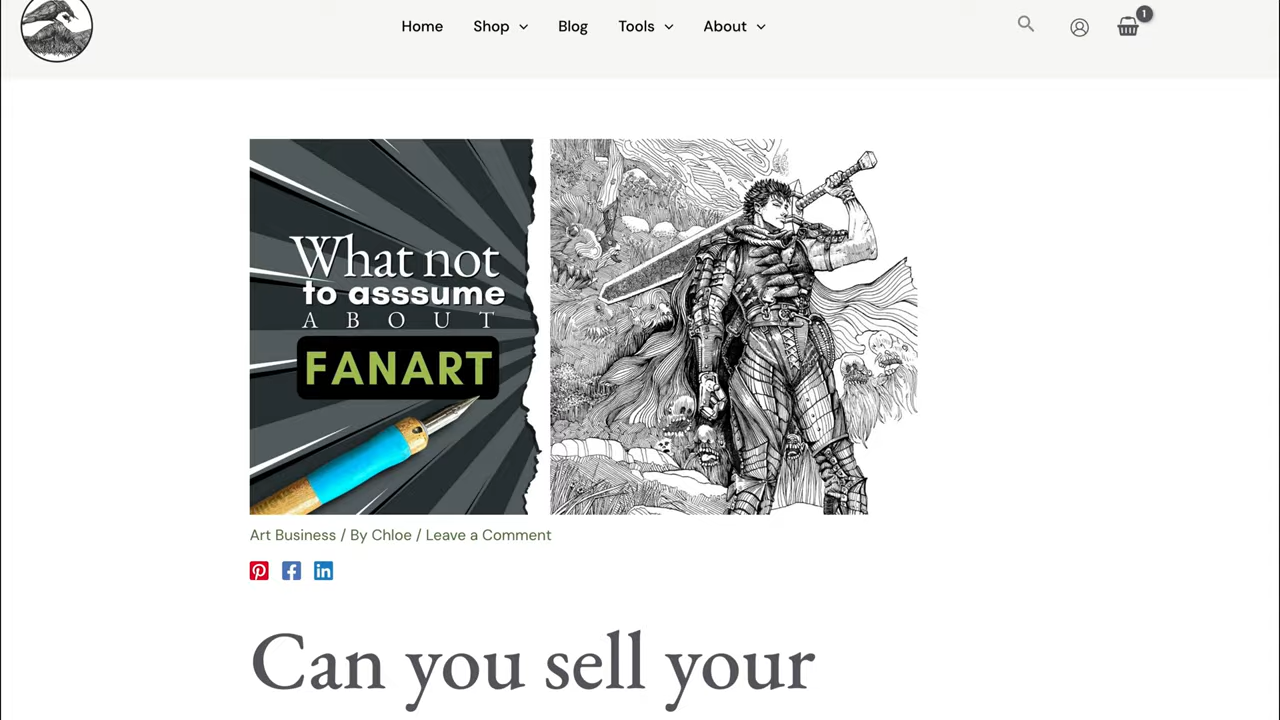 Home Shop Blog Tools About 1
What not
to asssume
ABOUT
FANART
Art Business / By Chloe / Leave a Comment
Can you sell your